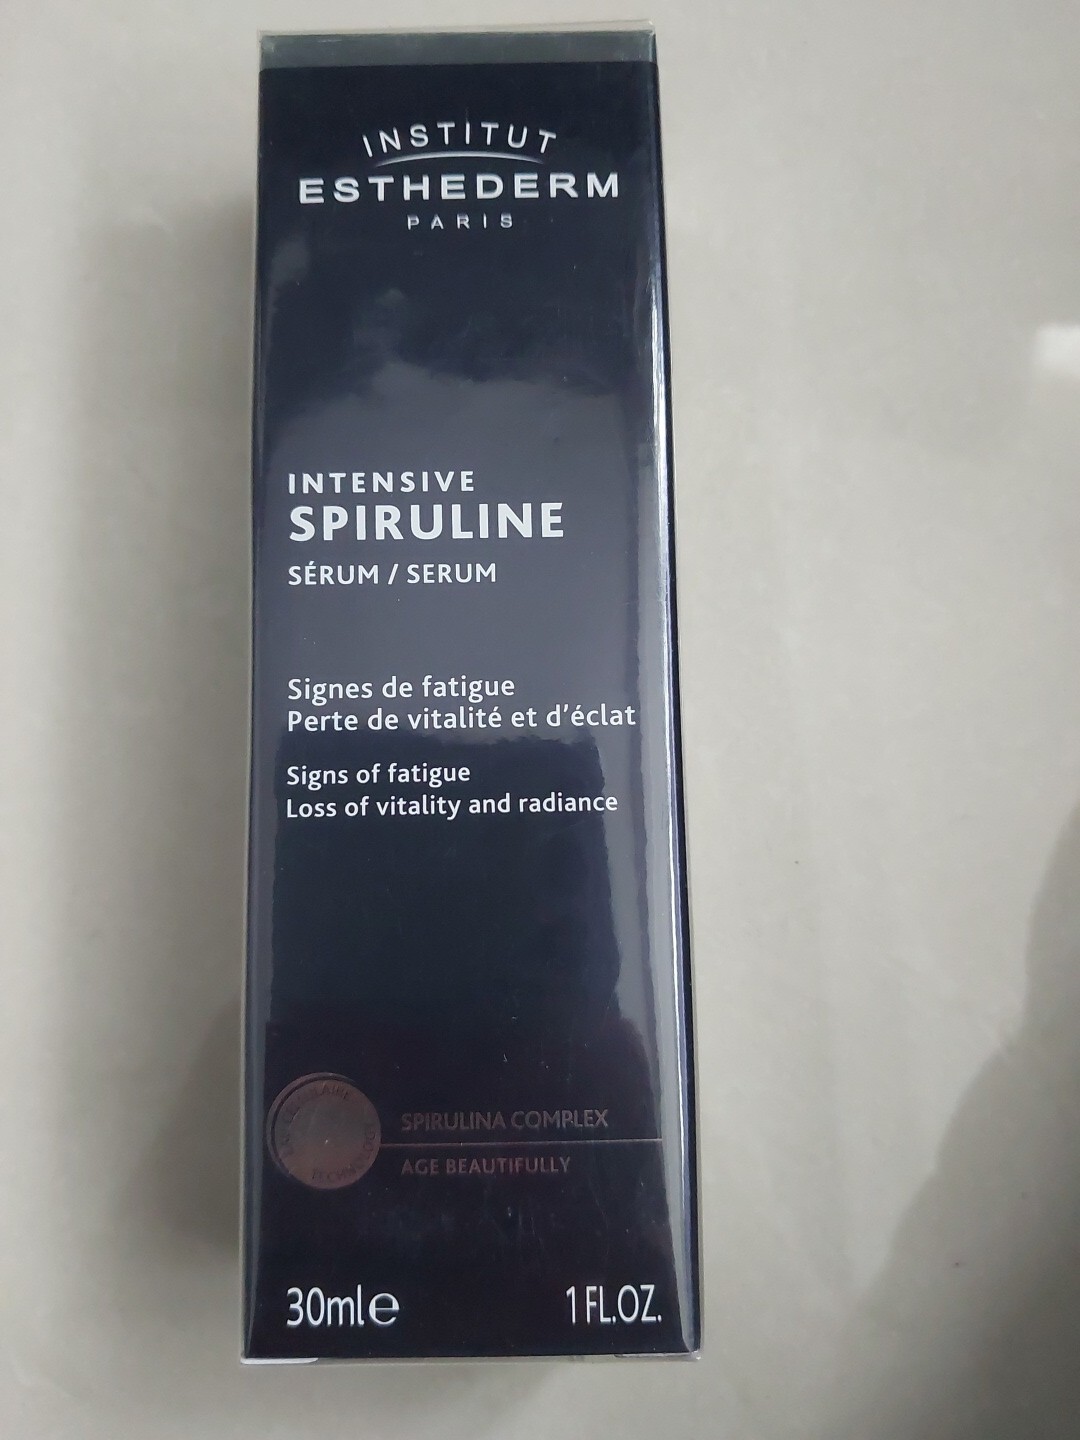 INSTITUT
ESTHEDERM
PARIS
INTENSIVE
SPIRULINE
SÉRUM / SERUM
Signes de fatigue
Perte de vitalité et d'éclat
Signs of fatigue
Loss of vitality and radiance
SPIRULINA COMPLEX
AGE BEAUTIFULLY
30ml e
1 FL.OZ.